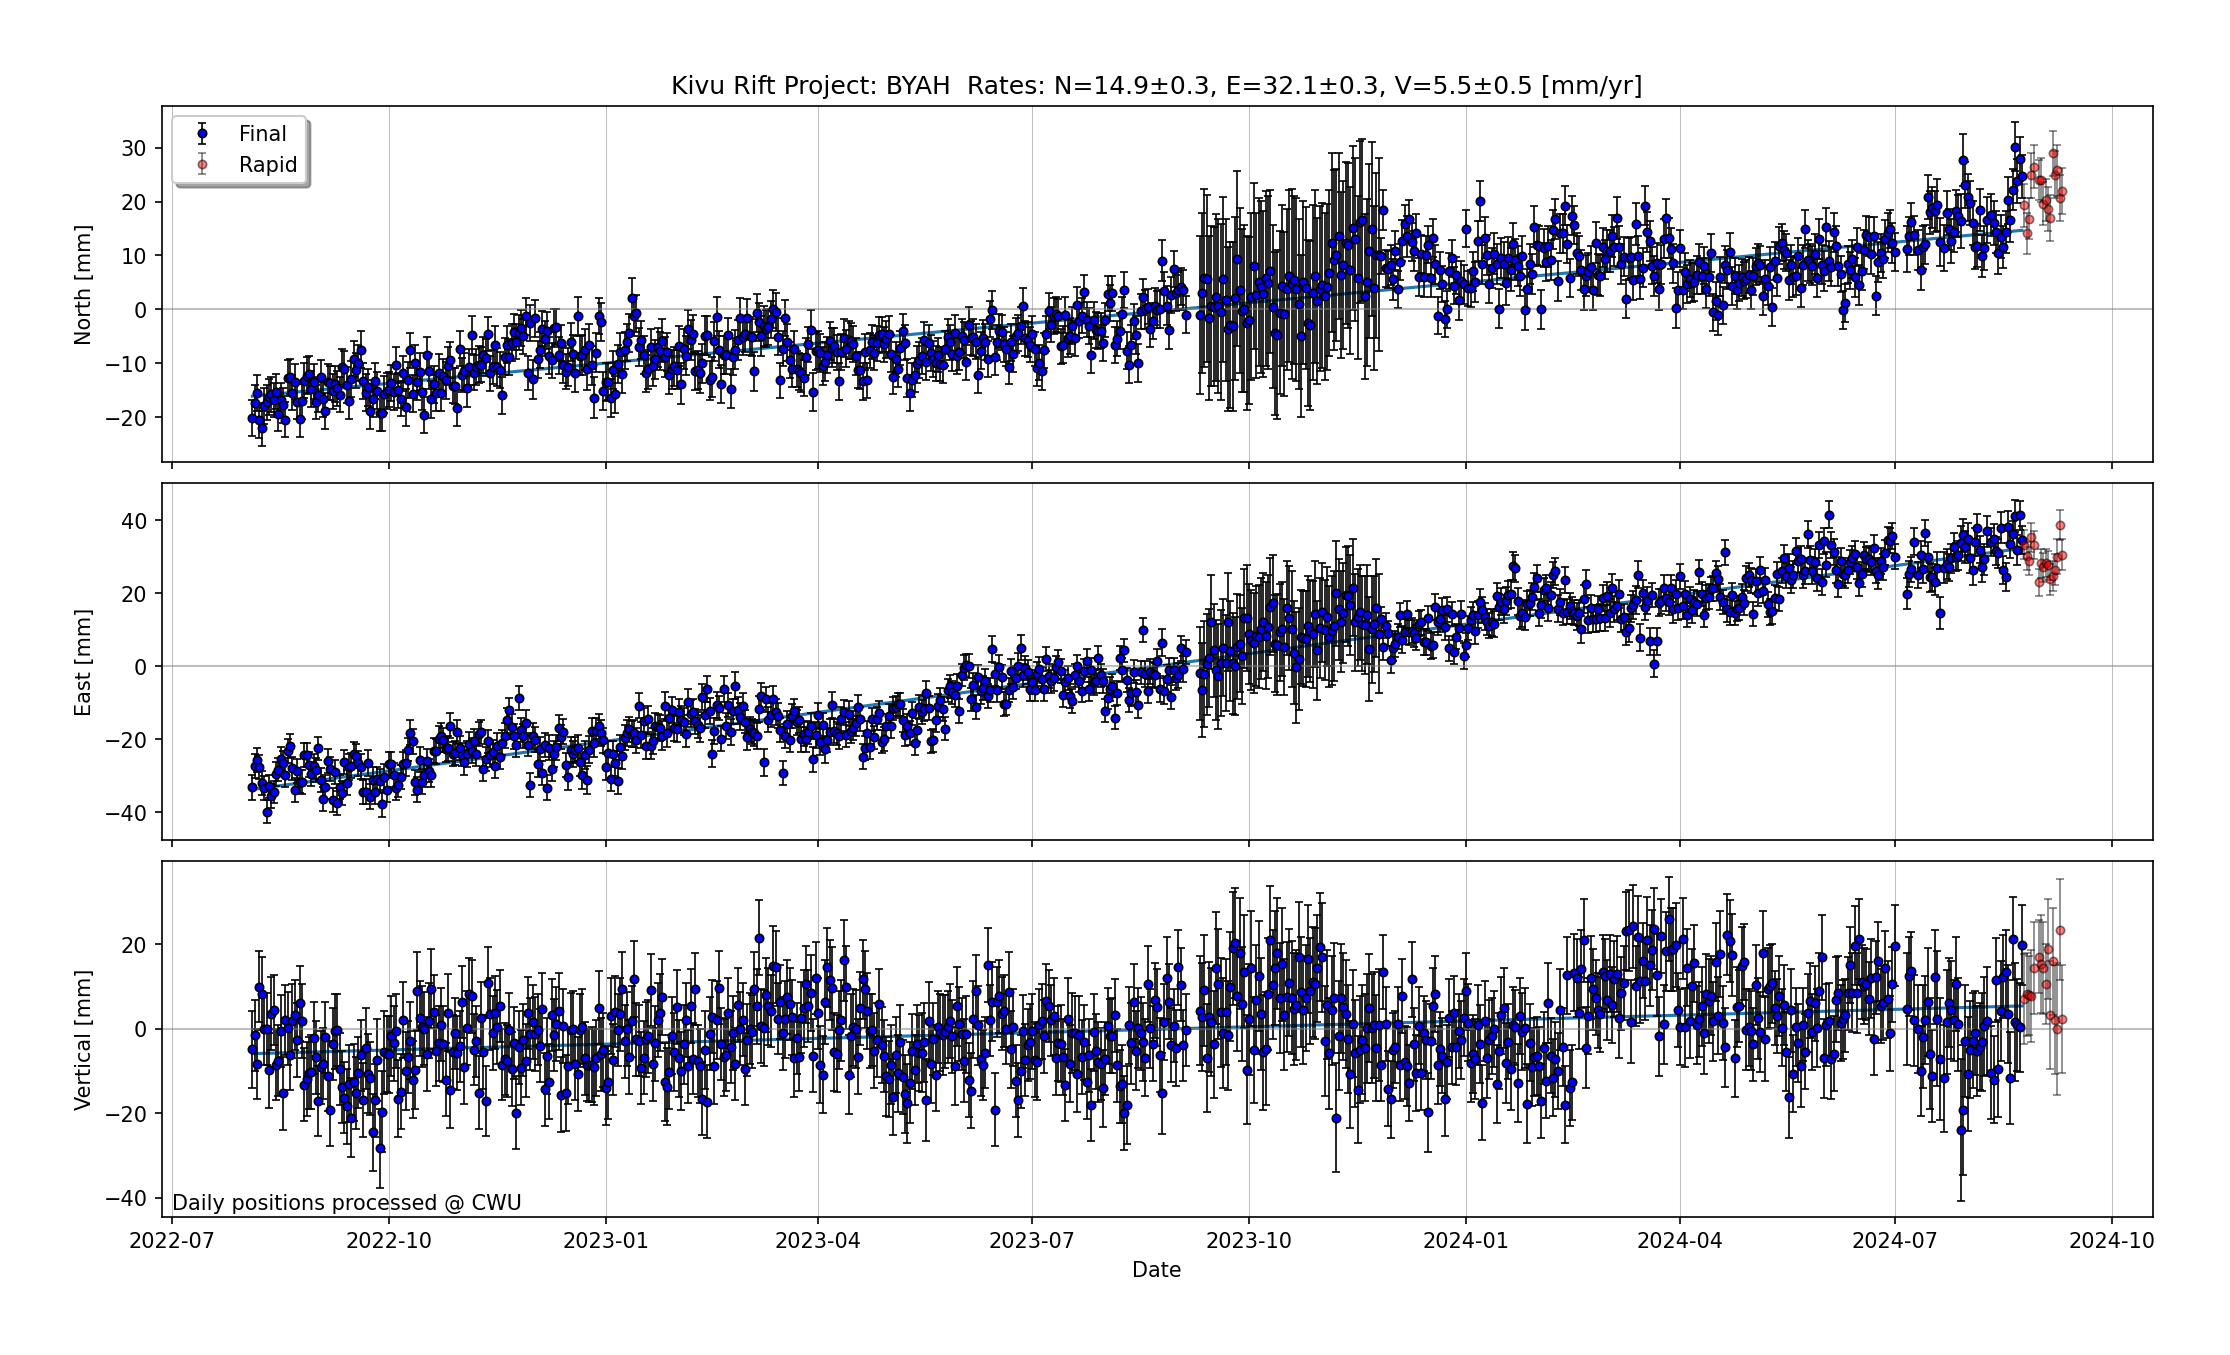 Kivu Rift Project: BYAH  Rates: N=14.9±0.3, E=32.1±0.3, V=5.5±0.5 [mm/yr]
Final
Rapid
North [mm]
30
20
10
0
−10
−20
East [mm]
40
20
0
−20
−40
Vertical [mm]
20
0
−20
−40
Daily positions processed @ CWU
2022-07 2022-10 2023-01 2023-04 2023-07 2023-10 2024-01 2024-04 2024-07 2024-10
Date